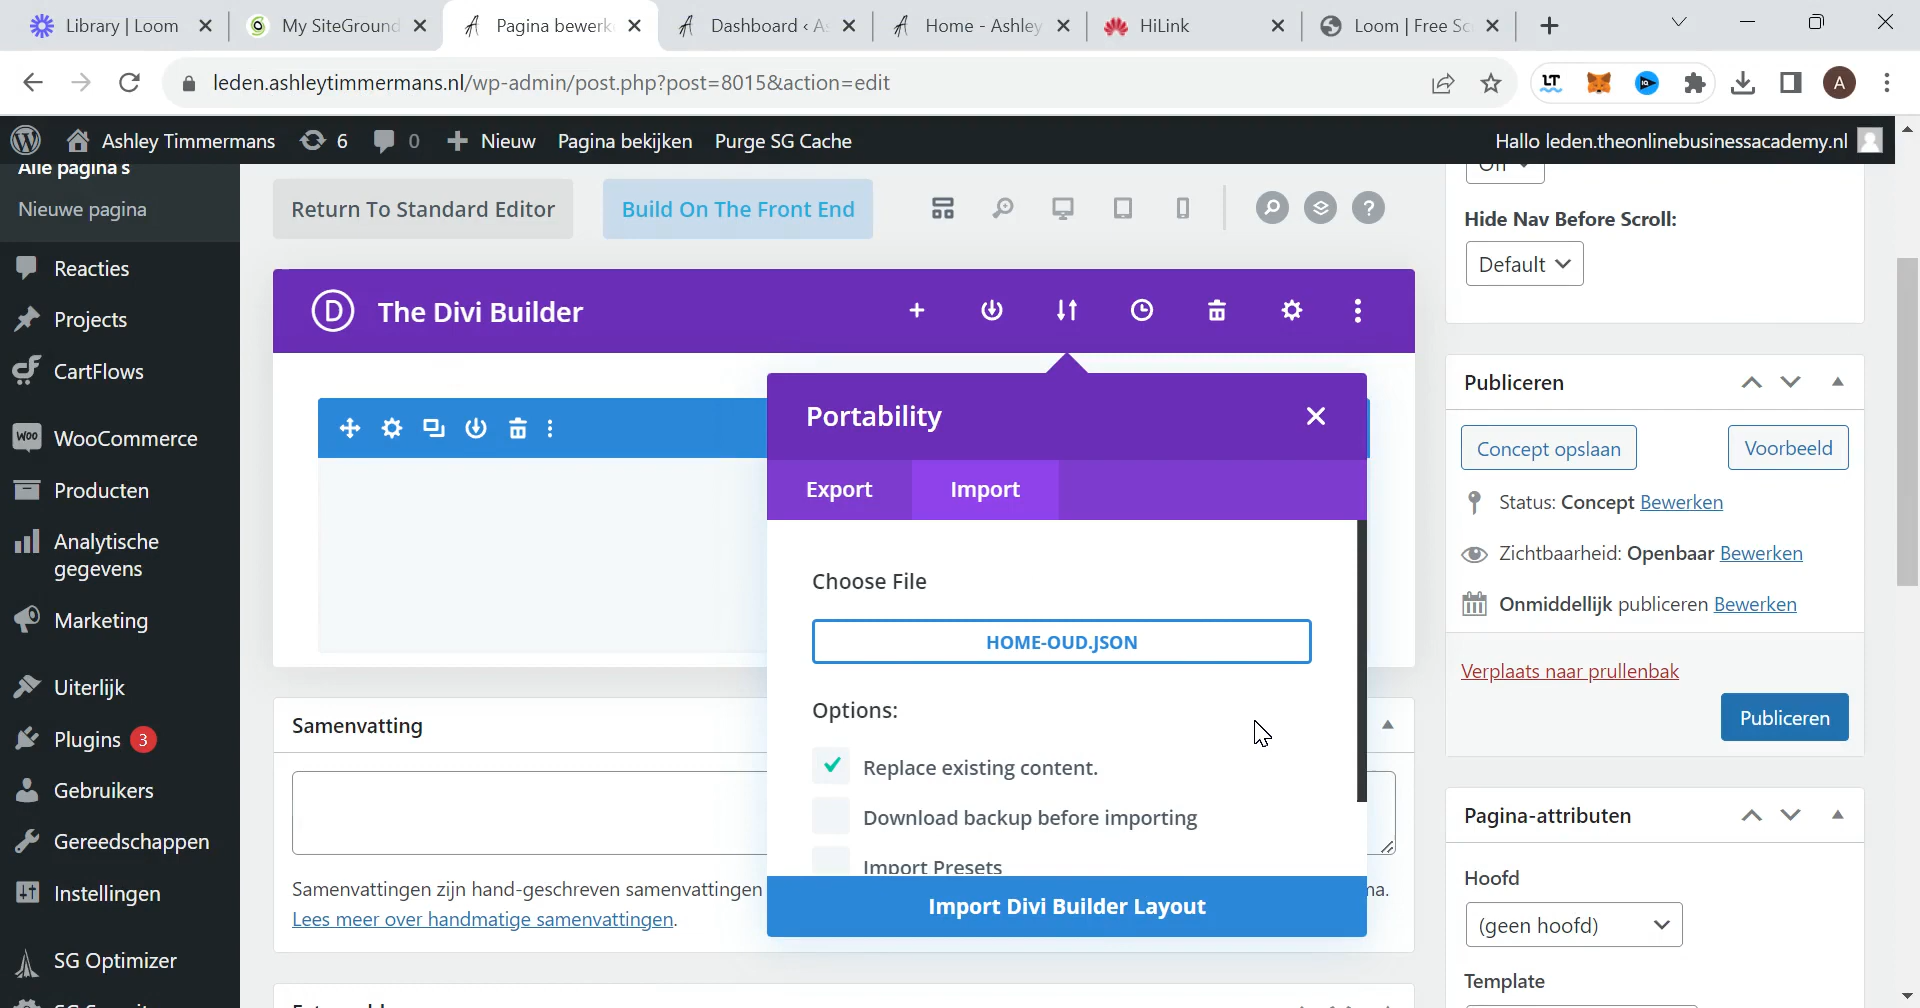 Library | Loom
My SiteGround
Pagina bewerk
Dashboard ‹ As
Home - Ashley
HiLink
Loom | Free Sc
leden.ashleytimmermans.nl/wp-admin/post.php?post=8015&action=edit
LT
A
Ashley Timmermans
6
0
Nieuw
Pagina bekijken
Purge SG Cache
Hallo leden.theonlinebusinessacademy.nl
Alle pagina's
Nieuwe pagina
Reacties
Projects
CartFlows
WooCommerce
Producten
Analytische
gegevens
Marketing
Uiterlijk
Plugins 3
Gebruikers
Gereedschappen
Instellingen
SG Optimizer
Return To Standard Editor
Build On The Front End
?
D
The Divi Builder
Portability
Export
Import
Choose File
HOME-OUD.JSON
Options:
Replace existing content.
Download backup before importing
Import Presets
Import Divi Builder Layout
Samenvatting
Samenvattingen zijn hand-geschreven samenvattingen
Lees meer over handmatige samenvattingen.
Off
Hide Nav Before Scroll:
Default
Publiceren
Concept opslaan
Voorbeeld
Status: Concept Bewerken
Zichtbaarheid: Openbaar Bewerken
Onmiddellijk publiceren Bewerken
Verplaats naar prullenbak
Publiceren
Pagina-attributen
Hoofd
(geen hoofd)
Template